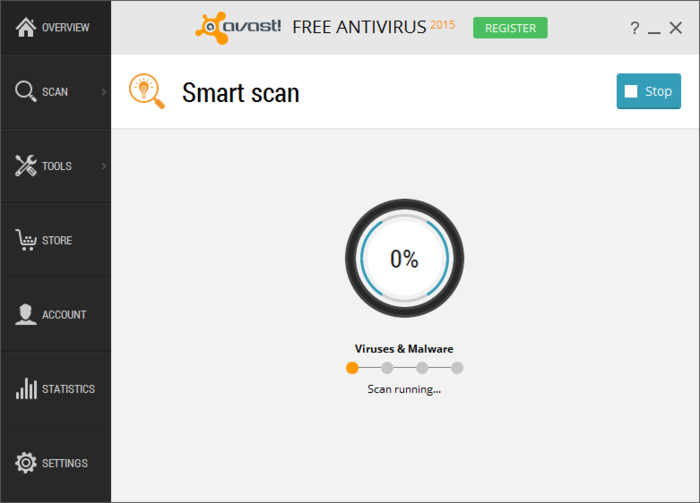 OVERVIEW
avast! FREE ANTIVIRUS 2015 REGISTER ?
SCAN
Smart scan
Stop
TOOLS
STORE
0%
ACCOUNT
Viruses & Malware
Scan running...
STATISTICS
SETTINGS